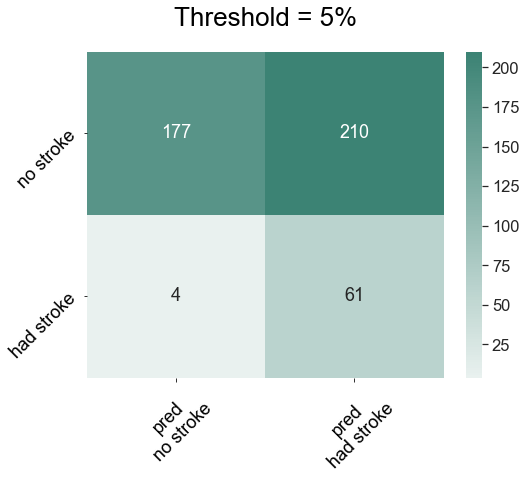 Threshold = 5%
no stroke
177
210
had stroke
4
61
pred
no stroke
pred
had stroke
200
175
150
125
100
75
50
25